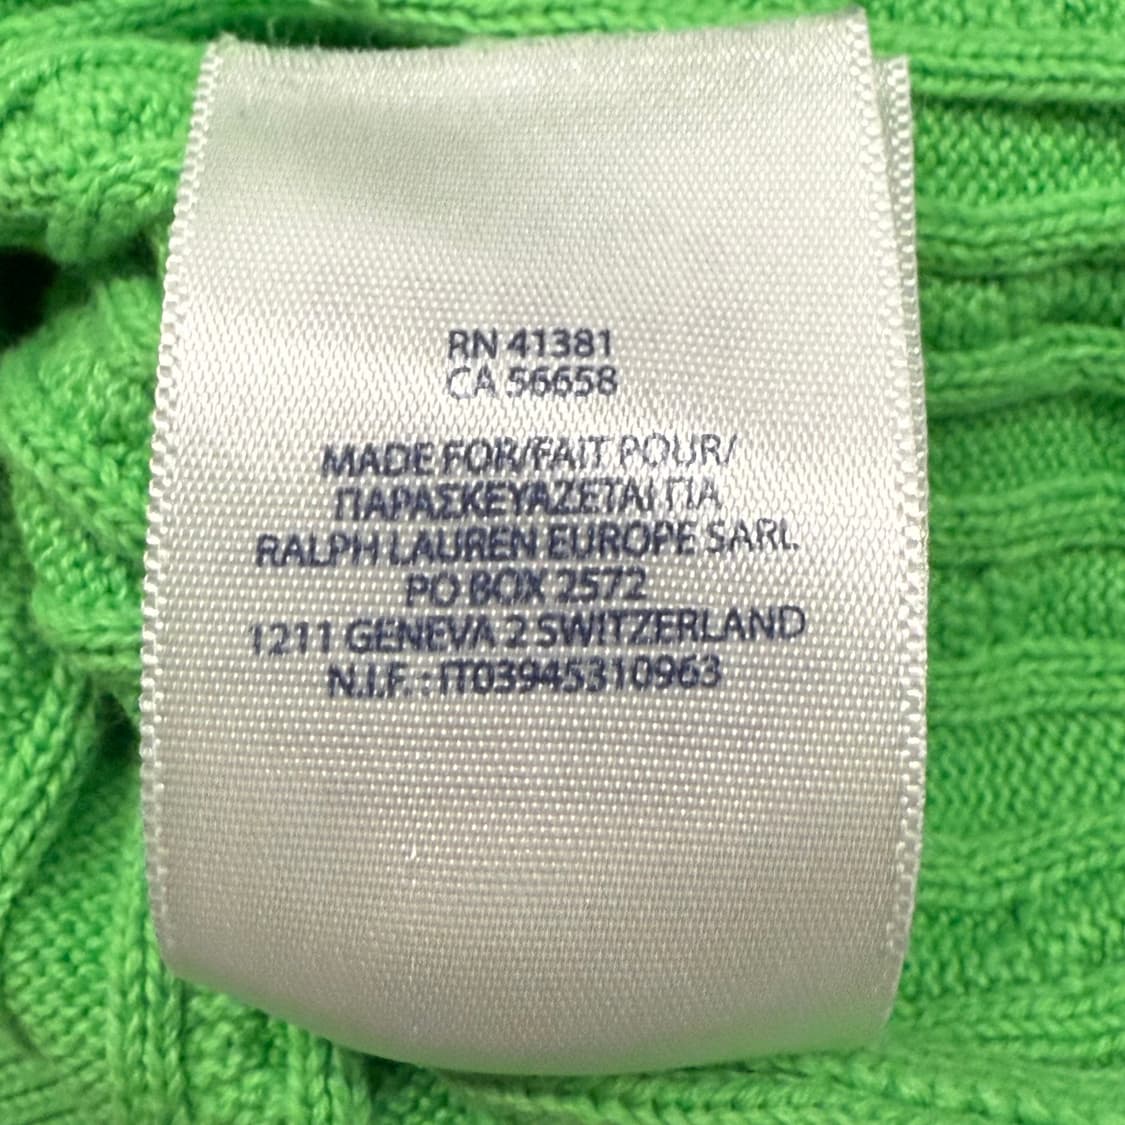 RN 41381
CA 56658
MADE FOR/FAIT POUR/
ΠΑΡΑΣΚΕΥΑΖΕΤΑΙ ΓΙΑ
RALPH LAUREN EUROPE SARL
PO BOX 2572
1211 GENEVA 2 SWITZERLAND
N.I.F. : IT03945310963